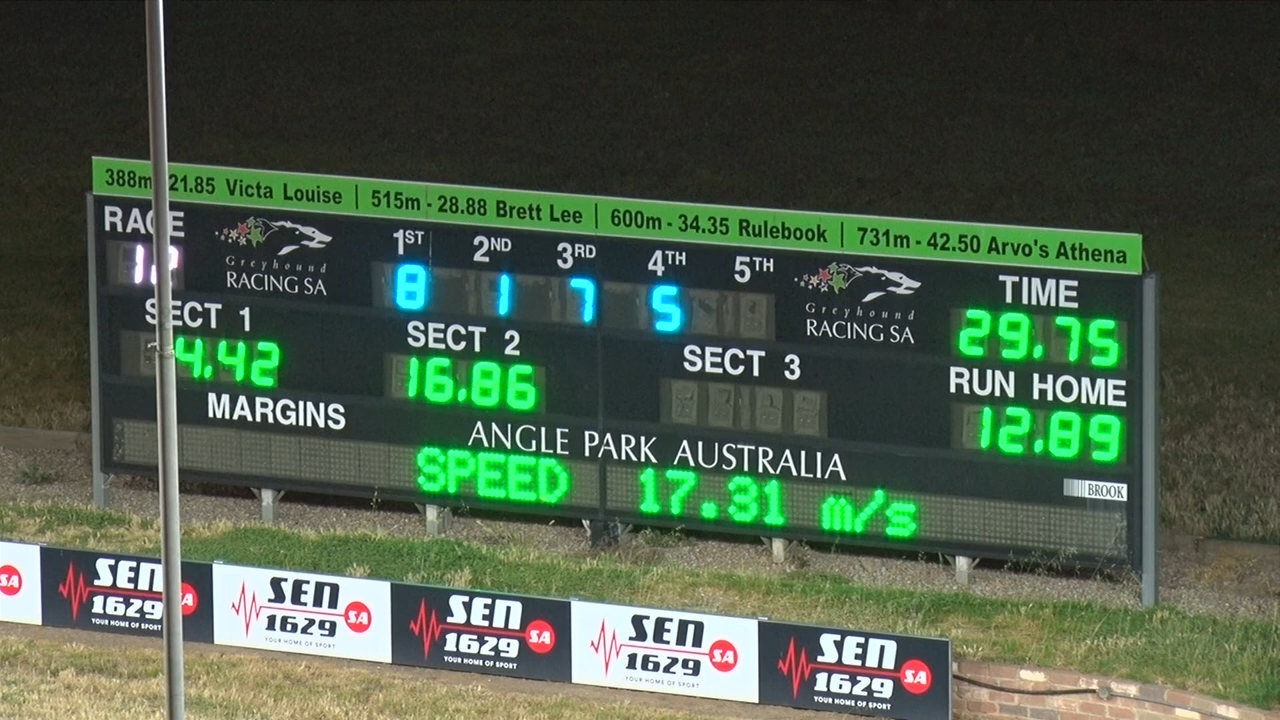 388m 21.85 Victa Louise | 515m - 28.88 Brett Lee | 600m - 34.35 Rulebook | 731m - 42.50 Arvo's Athena
RACE
12
Greyhound
RACING SA
1ST 2ND 3RD 4TH 5TH
8 1 7 5
Greyhound
RACING SA
TIME
29.75
SECT 1
4.42
SECT 2
16.86
SECT 3
RUN HOME
12.89
MARGINS
ANGLE PARK AUSTRALIA
SPEED 17.31 m/s
BROOK
SA
SEN
1629 SA
YOUR HOME OF SPORT
SEN
1629 SA
YOUR HOME OF SPORT
SEN
1629 SA
YOUR HOME OF SPORT
SEN
1629 SA
YOUR HOME OF SPORT
SEN
1629 SA
YOUR HOME OF SPORT